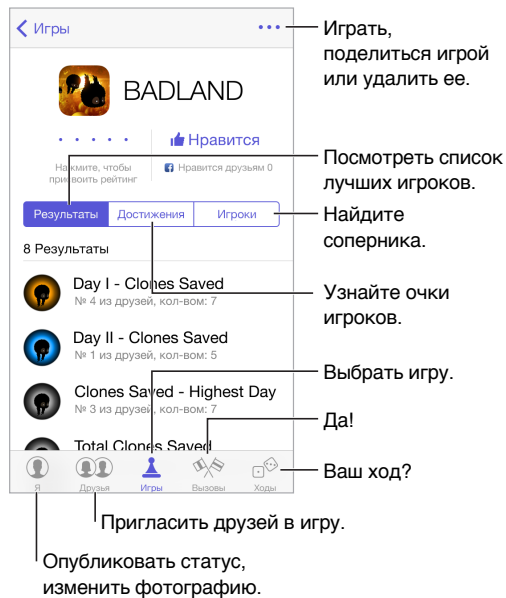 Игры
BADLAND
Нравится
Нажмите, чтобы
присвоить рейтинг
Нравится друзьям 0
Результаты
Достижения
Игроки
8 Результаты
Day I - Clones Saved
№ 4 из друзей, кол-вом: 7
Day II - Clones Saved
№ 1 из друзей, кол-вом: 5
Clones Saved - Highest Day
№ 3 из друзей, кол-вом: 7
Total Clones Saved
Я
Друзья
Игры
Вызовы
Ходы
Играть,
поделиться игрой
или удалить ее.
Посмотреть список
лучших игроков.
Найдите
соперника.
Узнайте очки
игроков.
Выбрать игру.
Да!
Ваш ход?
Пригласить друзей в игру.
Опубликовать статус,
изменить фотографию.